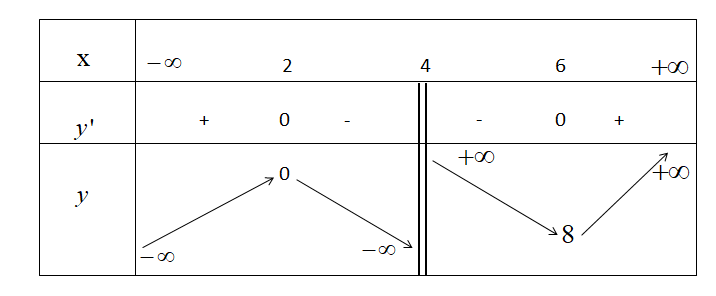 x −∞ 2 4 6 +∞
y' + 0 - - 0 +
y −∞ 0 −∞ +∞ 8 +∞